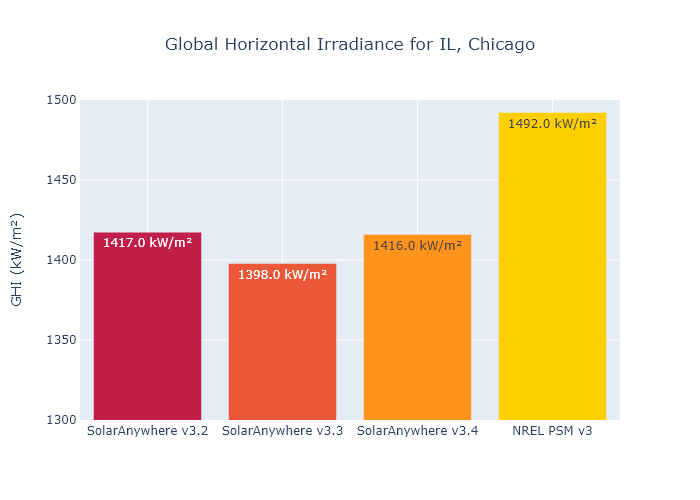 Global Horizontal Irradiance for IL, Chicago
GHI (kW/m²)
1500
1450
1400
1350
1300
1417.0 kW/m²
1398.0 kW/m²
1416.0 kW/m²
1492.0 kW/m²
SolarAnywhere v3.2
SolarAnywhere v3.3
SolarAnywhere v3.4
NREL PSM v3